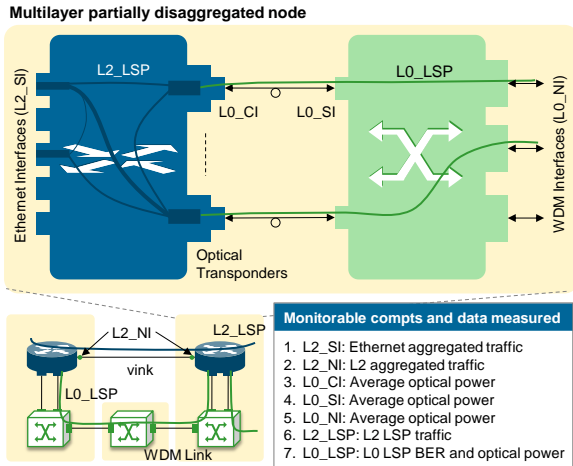 Multilayer partially disaggregated node
Ethernet Interfaces (L2_SI)
L2_LSP
L0_LSP
L0_CI
L0_SI
WDM Interfaces (L0_NI)
Optical
Transponders
L2_NI
L2_LSP
vink
L0_LSP
WDM Link
Monitorable compts and data measured
1. L2_SI: Ethernet aggregated traffic
2. L2_NI: L2 aggregated traffic
3. L0_CI: Average optical power
4. L0_SI: Average optical power
5. L0_NI: Average optical power
6. L2_LSP: L2 LSP traffic
7. L0_LSP: L0 LSP BER and optical power